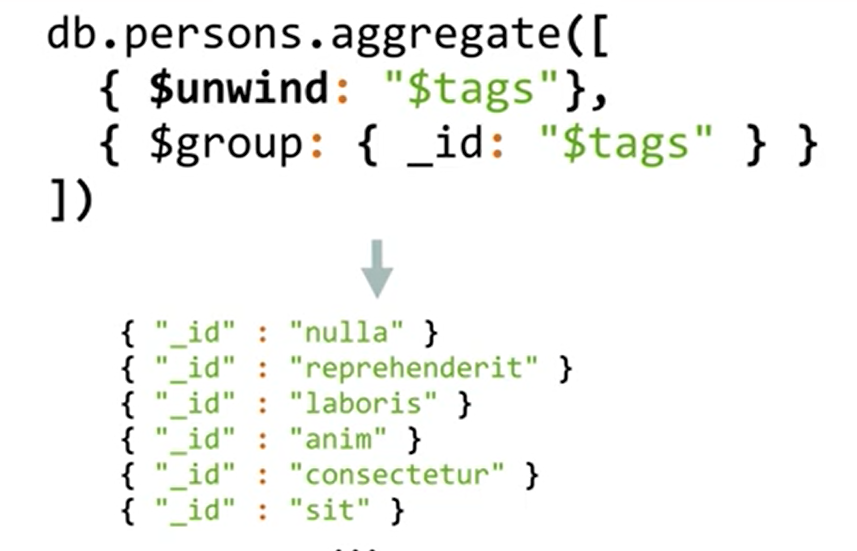 db.persons.aggregate([
{ $unwind: "$tags"},
{ $group: { _id: "$tags" } }
])
{ "_id" : "nulla" }
{ "_id" : "reprehenderit" }
{ "_id" : "laboris" }
{ "_id" : "anim" }
{ "_id" : "consectetur" }
{ "_id" : "sit" }
...